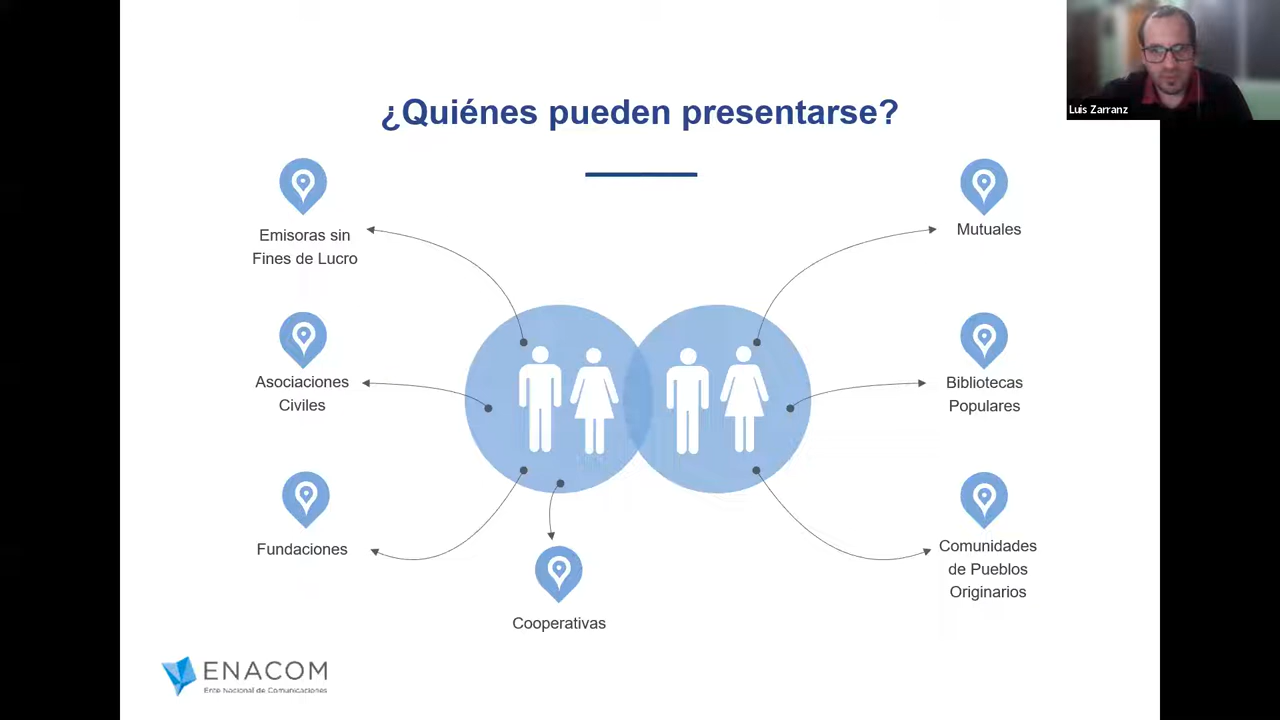 ¿Quiénes pueden presentarse?
Luis Zarranz
Emisoras sin
Fines de Lucro
Mutuales
Asociaciones
Civiles
Bibliotecas
Populares
Fundaciones
Cooperativas
Comunidades
de Pueblos
Originarios
ENACOM
Ente Nacional de Comunicaciones